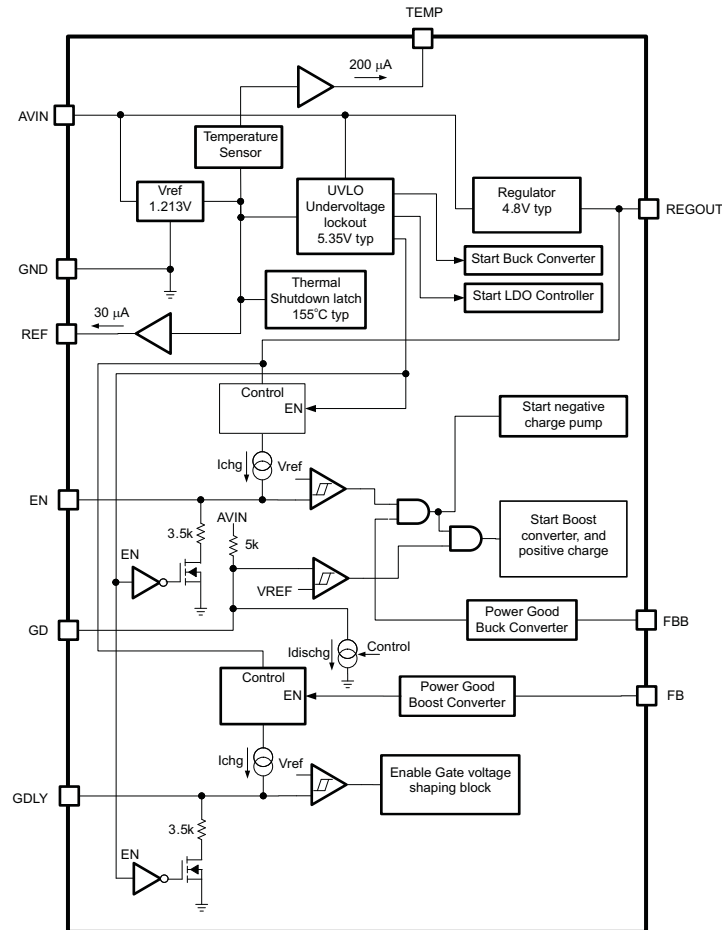 TEMP
200 µA
AVIN
Temperature
Sensor
Vref
1.213V
UVLO
Undervoltage
lockout
5.35V typ
Regulator
4.8V typ
REGOUT
Start Buck Converter
GND
Thermal
Shutdown latch
155°C typ
Start LDO Controller
30 µA
REF
Control
EN
Start negative
charge pump
Ichg
Vref
EN
AVIN
3.5k
5k
Start Boost
converter, and
positive charge
EN
VREF
GD
Power Good
Buck Converter
FBB
Idischg
Control
Control
EN
Power Good
Boost Converter
FB
Ichg
Vref
GDLY
Enable Gate voltage
shaping block
3.5k
EN